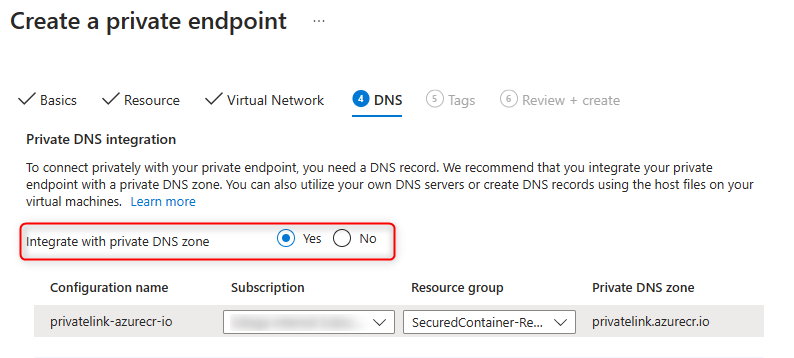 Create a private endpoint ...
Basics Resource Virtual Network 4 DNS 5 Tags 6 Review + create
Private DNS integration
To connect privately with your private endpoint, you need a DNS record. We recommend that you integrate your private
endpoint with a private DNS zone. You can also utilize your own DNS servers or create DNS records using the host files on your
virtual machines. Learn more
Integrate with private DNS zone Yes No
Configuration name Subscription Resource group Private DNS zone
privatelink-azurecr-io SecuredContainer-Re... privatelink.azurecr.io